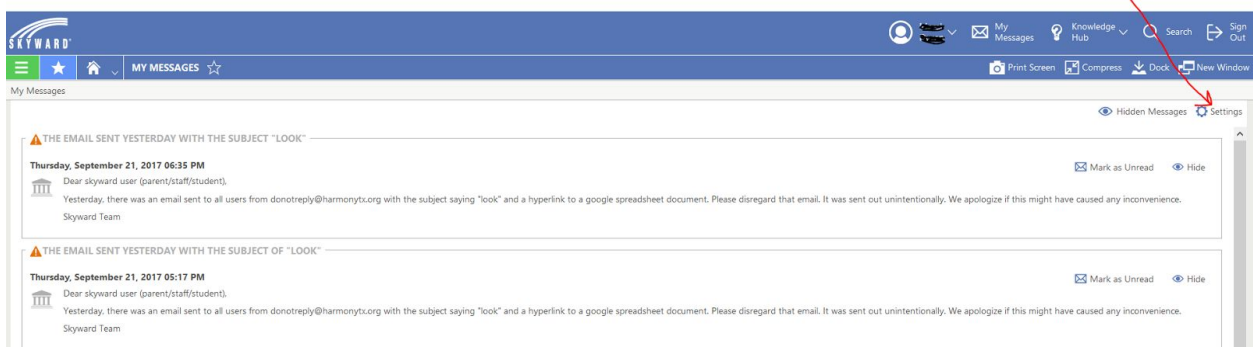 SKYWARD
My Messages
Knowledge Hub
Search
Sign Out
MY MESSAGES
Print Screen
Compress
Dock
New Window
My Messages
Hidden Messages
Settings
THE EMAIL SENT YESTERDAY WITH THE SUBJECT "LOOK"
Thursday, September 21, 2017 06:35 PM
Mark as Unread
Hide
Dear skyward user (parent/staff/student),
Yesterday, there was an email sent to all users from donotreply@harmonytx.org with the subject saying "look" and a hyperlink to a google spreadsheet document. Please disregard that email. It was sent out unintentionally. We apologize if this might have caused any inconvenience.
Skyward Team
THE EMAIL SENT YESTERDAY WITH THE SUBJECT OF "LOOK"
Thursday, September 21, 2017 05:17 PM
Mark as Unread
Hide
Dear skyward user (parent/staff/student),
Yesterday, there was an email sent to all users from donotreply@harmonytx.org with the subject saying "look" and a hyperlink to a google spreadsheet document. Please disregard that email. It was sent out unintentionally. We apologize if this might have caused any inconvenience.
Skyward Team